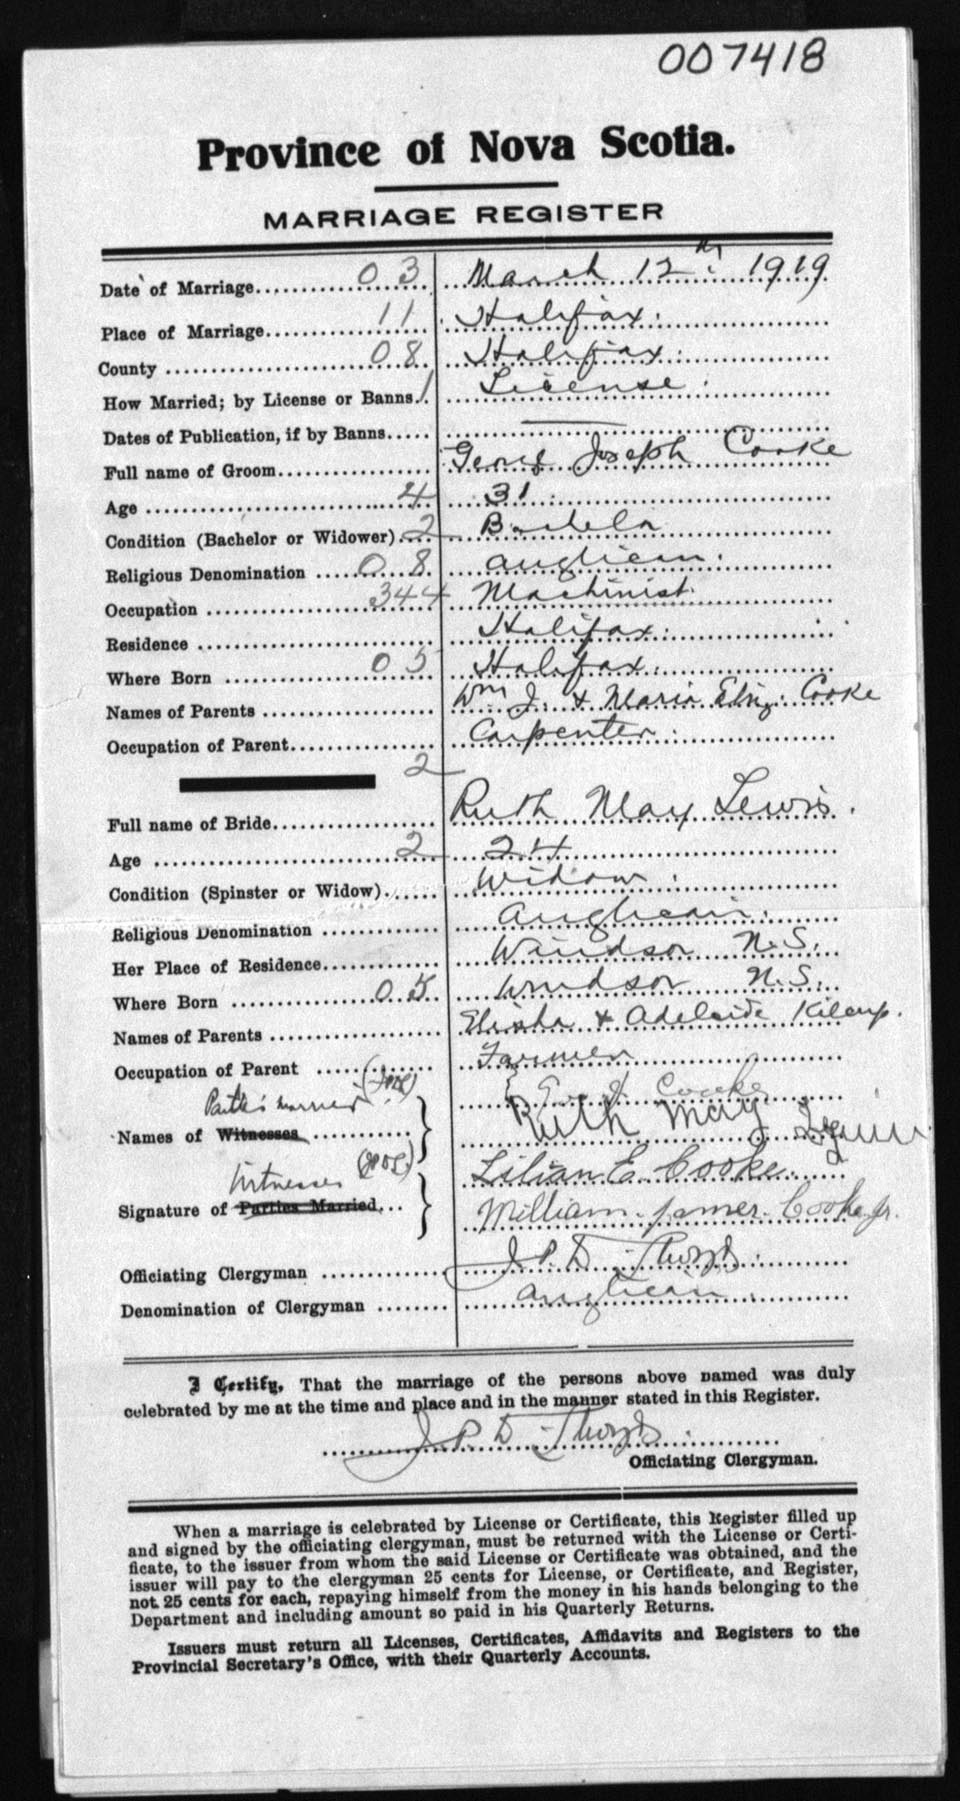 007418
Province of Nova Scotia.
MARRIAGE REGISTER
Date of Marriage 03 March 12th 1919
Place of Marriage 11 Halifax
County 08 Halifax
How Married; by License or Banns 1 License
Dates of Publication, if by Banns
Full name of Groom George Joseph Cooke
Age 4 31
Condition (Bachelor or Widower) 2 Bachelor
Religious Denomination 08 Anglican
Occupation 344 Machinist
Residence Halifax
Where Born 05 Halifax
Names of Parents Wm J. & Maria Eliz. Cooke
Occupation of Parent Carpenter
2
Full name of Bride Ruth May Lewis
Age 2 24
Condition (Spinster or Widow) Widow
Religious Denomination Anglican
Her Place of Residence Windsor N.S.
Where Born 05 Windsor N.S.
Names of Parents Elisha & Adelaide
Occupation of Parent Farmer
Parties married Geo J. Cooke
Names of Witnesses Ruth May
Witnesses Lilian E. Cooke
Signature of Parties Married William James Cooke Jr.
Officiating Clergyman
Denomination of Clergyman Anglican
I Certify, That the marriage of the persons above named was duly
celebrated by me at the time and place and in the manner stated in this Register.
Officiating Clergyman.
When a marriage is celebrated by License or Certificate, this Register filled up
and signed by the officiating clergyman, must be returned with the License or Certi-
ficate, to the issuer from whom the said License or Certificate was obtained, and the
issuer will pay to the clergyman 25 cents for License, or Certificate, and Register,
not 25 cents for each, repaying himself from the money in his hands belonging to the
Department and including amount so paid in his Quarterly Returns.
Issuers must return all Licenses, Certificates, Affidavits and Registers to the
Provincial Secretary's Office, with their Quarterly Accounts.